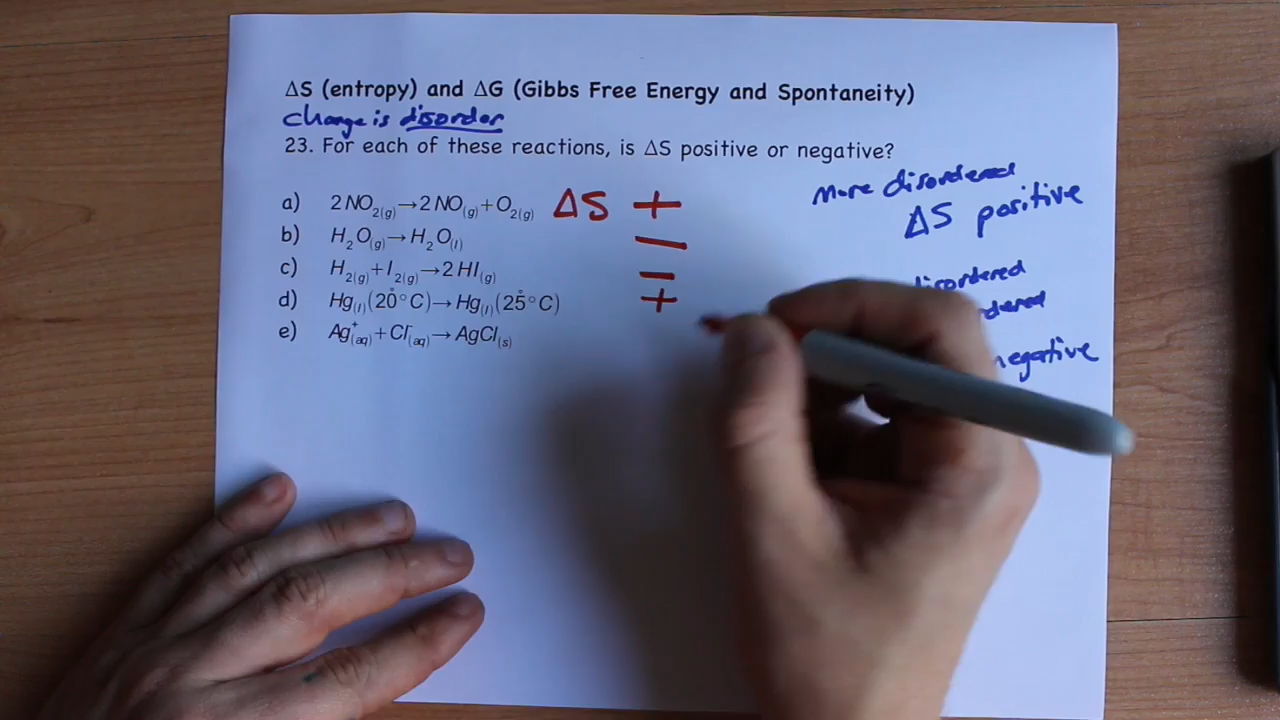 ΔS (entropy) and ΔG (Gibbs Free Energy and Spontaneity)
Change is disorder
23. For each of these reactions, is ΔS positive or negative?
a) 2NO₂(g)→2NO(g)+O₂(g) ΔS +
b) H₂O(g)→H₂O(l) −
c) H₂(g)+I₂(g)→2HI(g) −
d) Hg(l)(20°C)→Hg(l)(25°C) +
e) Ag⁺(aq)+Cl⁻(aq)→AgCl(s)
More disordered
ΔS positive
disordered
negative